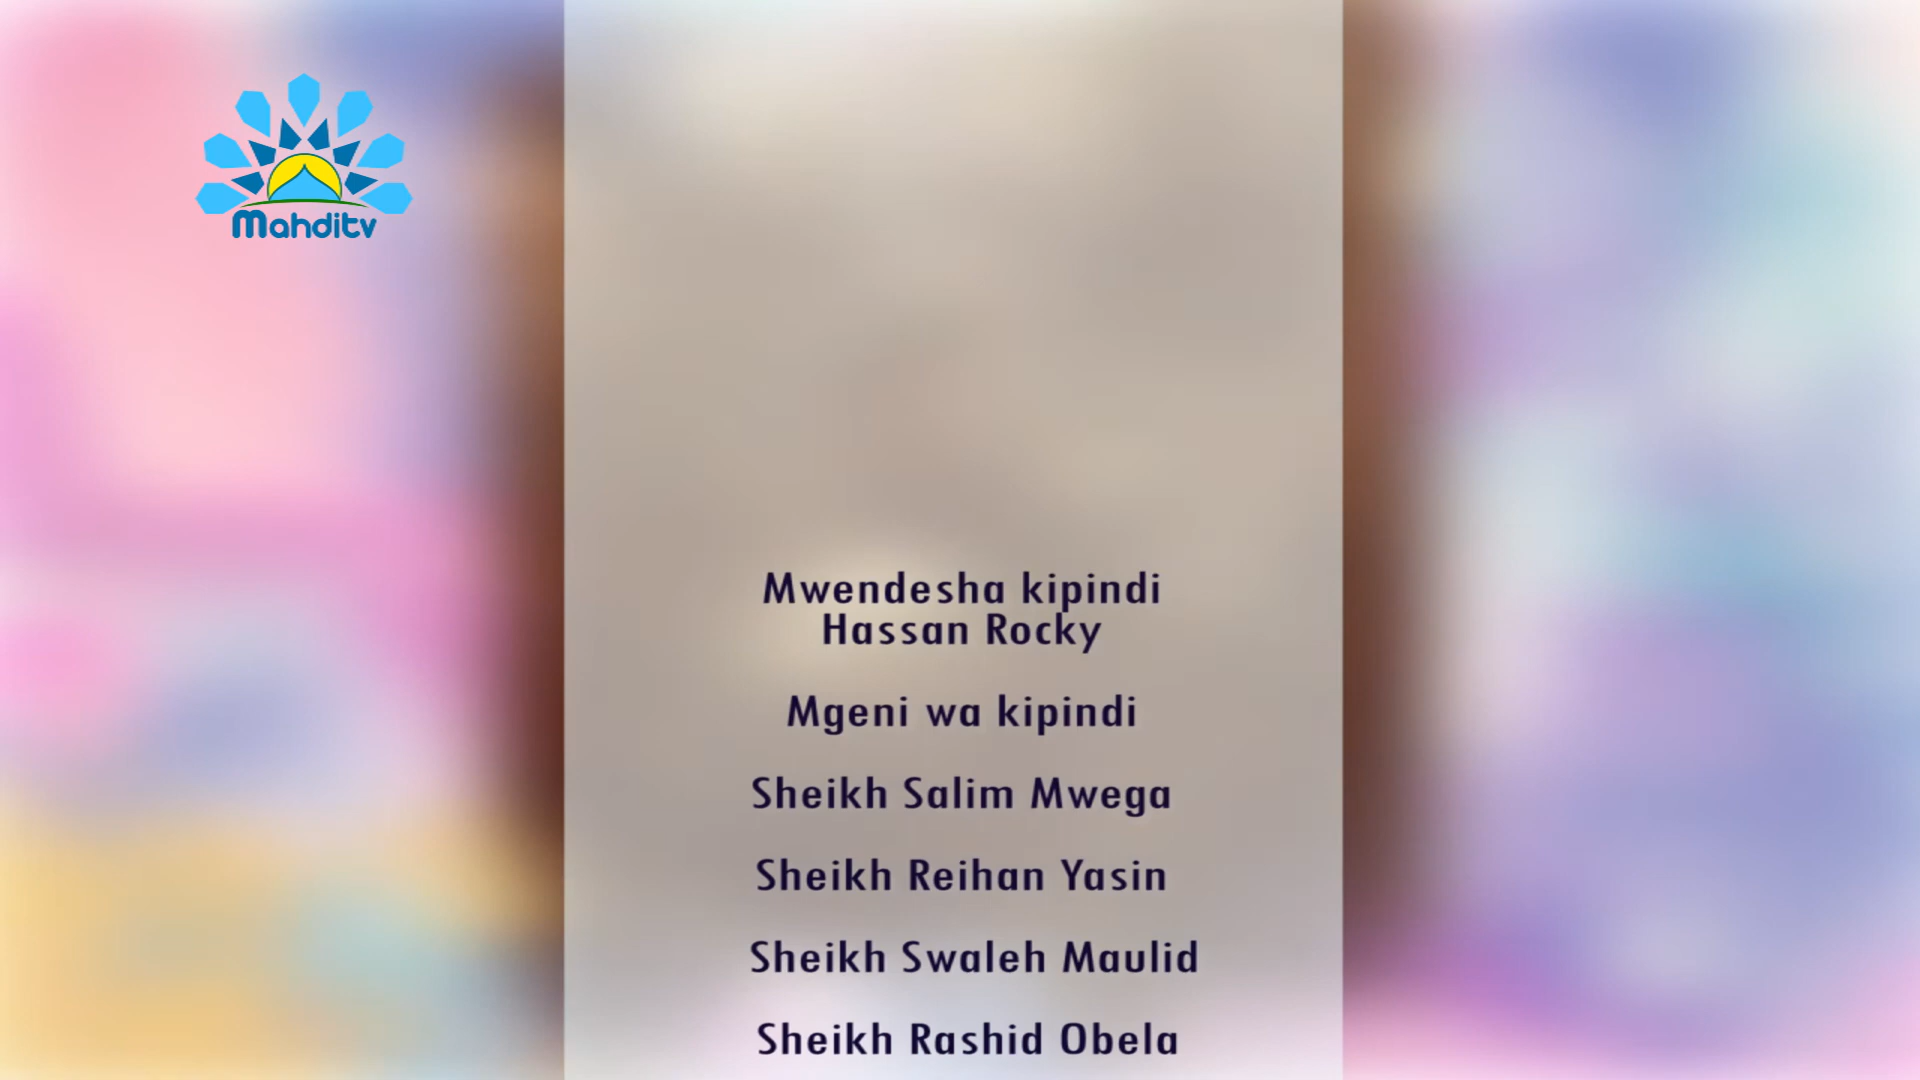 Mahditv
Mwendesha kipindi
Hassan Rocky
Mgeni wa kipindi
Sheikh Salim Mwega
Sheikh Reihan Yasin
Sheikh Swaleh Maulid
Sheikh Rashid Obela